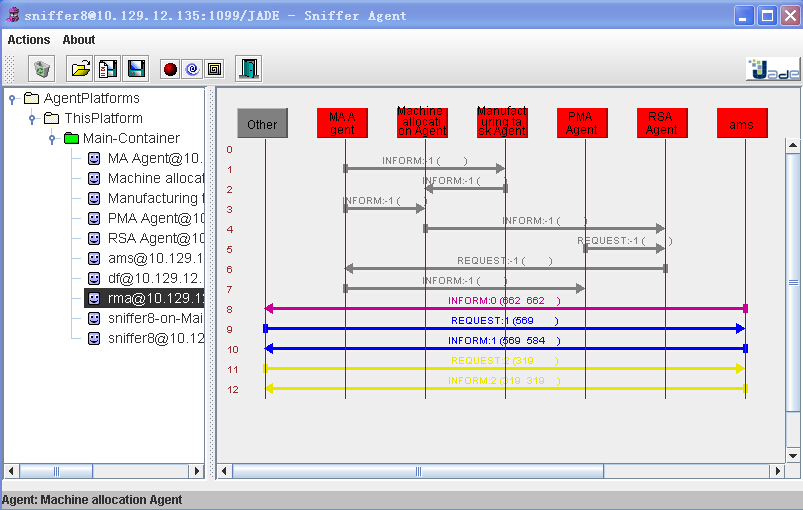 sniffer8@10.129.12.135:1099/JADE - Sniffer Agent
Actions About
Jade
AgentPlatforms
ThisPlatform
Main-Container
MA Agent@10.
Machine alloca
Manufacturing t
PMA Agent@10
RSA Agent@10
ams@10.129.1
df@10.129.12.
rma@10.129.12
sniffer8-on-Mai
sniffer8@10.12
Other
MA A
gent
Machine
allocati
on Agent
Manufac
turing ta
sk Agent
PMA
Agent
RSA
Agent
ams
0
INFORM:-1 ( )
1
INFORM:-1 ( )
2
INFORM:-1 ( )
3
INFORM:-1 ( )
4
REQUEST:-1 ( )
5
REQUEST:-1 ( )
6
INFORM:-1 ( )
7
INFORM:0 (662 662 )
8
REQUEST:1 (569 )
9
INFORM:1 (569 584 )
10
REQUEST:2 (319 )
11
INFORM:2 (319 319 )
12
Agent: Machine allocation Agent